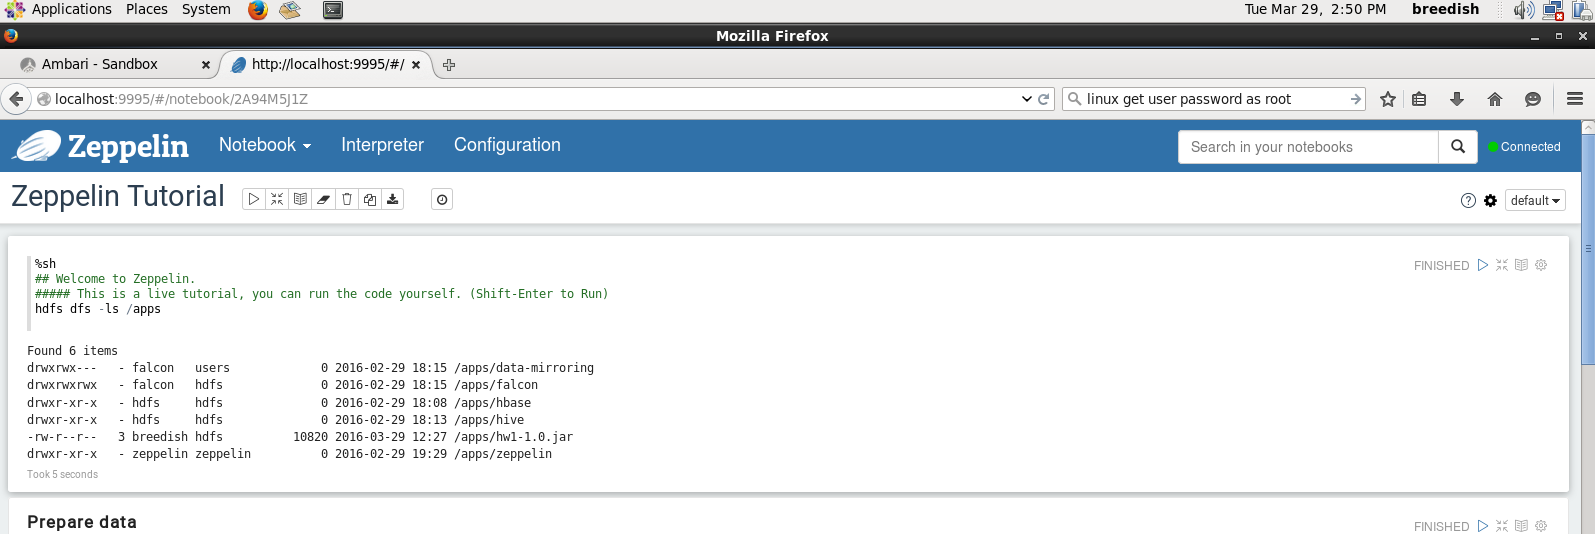 Applications Places System Tue Mar 29, 2:50 PM breedish
Mozilla Firefox
Ambari - Sandbox http://localhost:9995/#/
localhost:9995/#/notebook/2A94M5J1Z linux get user password as root
Zeppelin Notebook Interpreter Configuration Search in your notebooks Connected
Zeppelin Tutorial default
%sh
## Welcome to Zeppelin.
##### This is a live tutorial, you can run the code yourself. (Shift-Enter to Run)
hdfs dfs -ls /apps
FINISHED
Found 6 items
drwxrwx--- - falcon users 0 2016-02-29 18:15 /apps/data-mirroring
drwxrwxrwx - falcon hdfs 0 2016-02-29 18:15 /apps/falcon
drwxr-xr-x - hdfs hdfs 0 2016-02-29 18:08 /apps/hbase
drwxr-xr-x - hdfs hdfs 0 2016-02-29 18:13 /apps/hive
-rw-r--r-- 3 breedish hdfs 10820 2016-03-29 12:27 /apps/hw1-1.0.jar
drwxr-xr-x - zeppelin zeppelin 0 2016-02-29 19:29 /apps/zeppelin
Took 5 seconds
Prepare data FINISHED